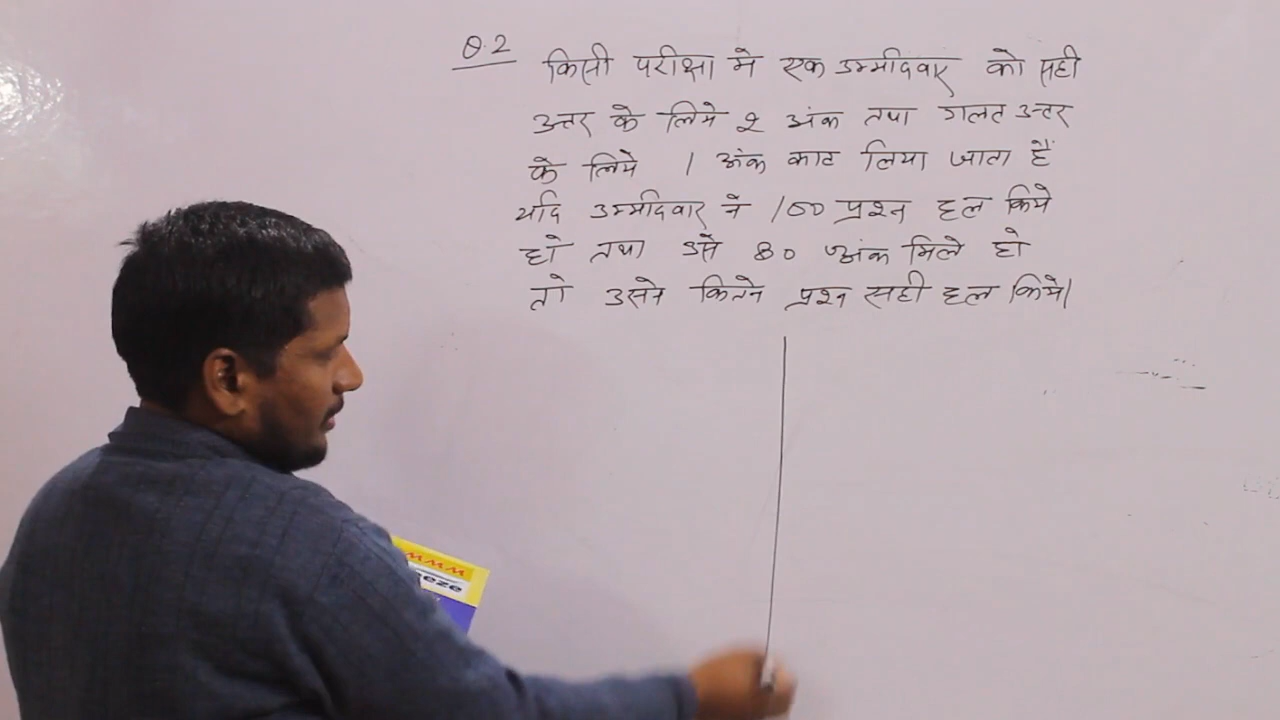 Q.2 किसी परीक्षा मे एक उम्मीदवार को सही
उत्तर के लिये 2 अंक तथा गलत उत्तर
के लिये 1 अंक काट लिया जाता है
यदि उम्मीदवार ने 100 प्रश्न हल किये
हो तथा उसे 80 अंक मिले हो
तो उसने कितने प्रश्न सही हल किये।